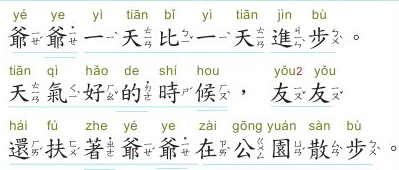 yé ye yì tiān bǐ yì tiān jìn bù
爺爺一天比一天進步。
tiān qì hǎo de shí hou yǒu2 yǒu
天氣好的時候，友友
hái fú zhe yé ye zài gōng yuán sàn bù
還扶著爺爺在公園散步。